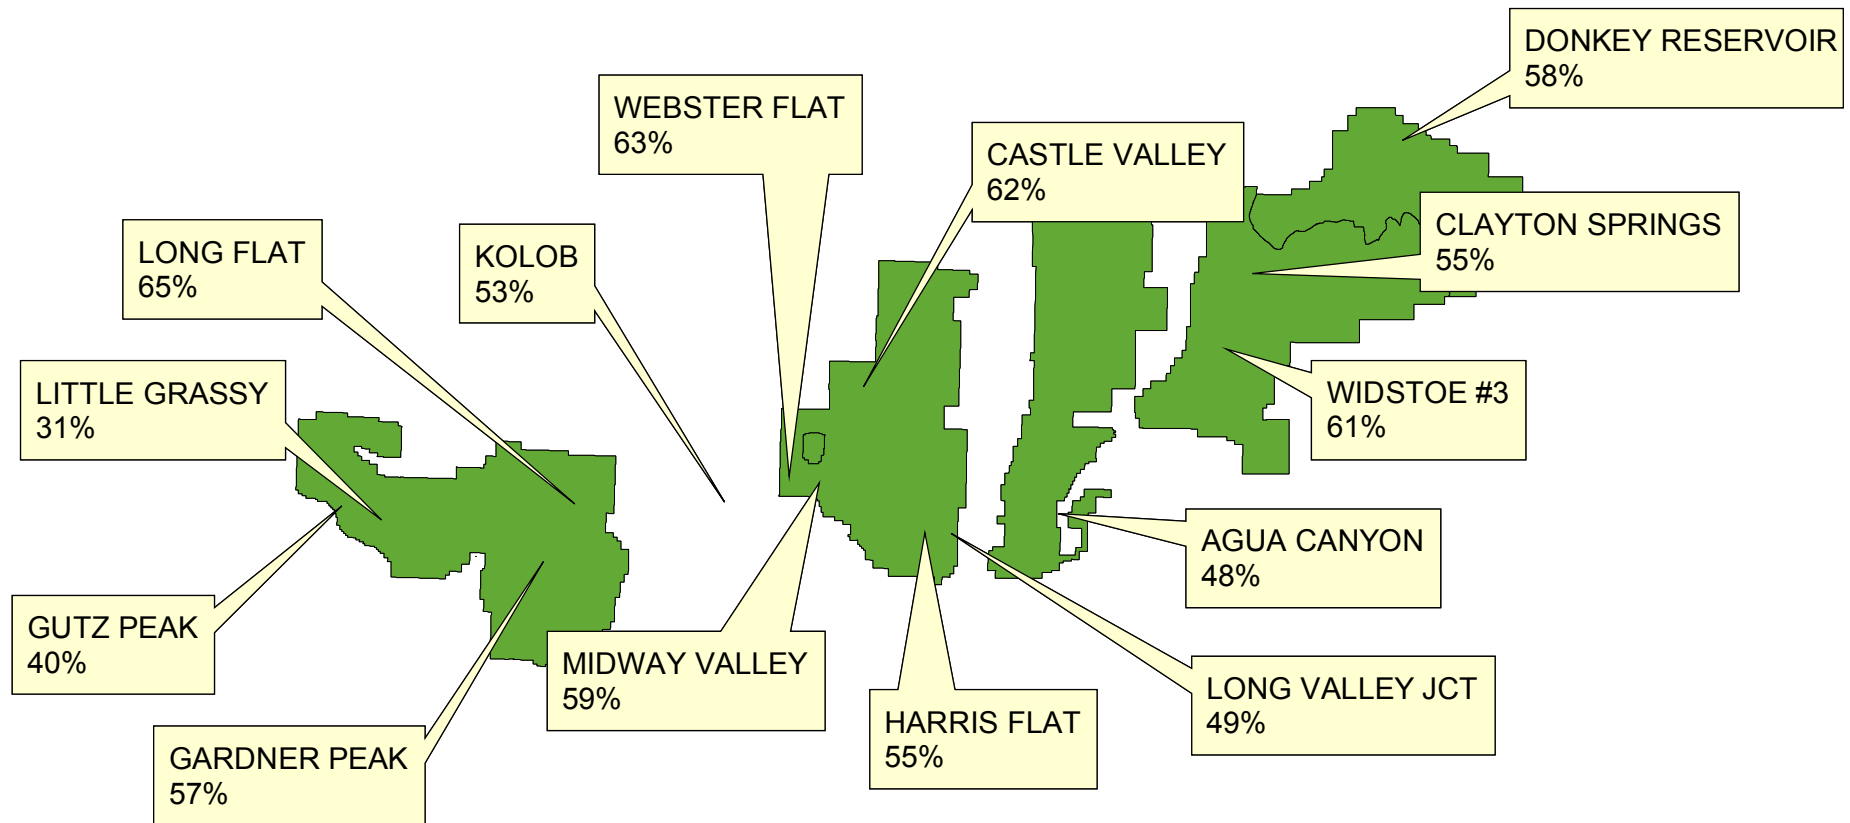 DONKEY RESERVOIR
58%
WEBSTER FLAT
63%
CASTLE VALLEY
62%
CLAYTON SPRINGS
55%
LONG FLAT
65%
KOLOB
53%
LITTLE GRASSY
31%
WIDSTOE #3
61%
AGUA CANYON
48%
GUTZ PEAK
40%
MIDWAY VALLEY
59%
LONG VALLEY JCT
49%
HARRIS FLAT
55%
GARDNER PEAK
57%